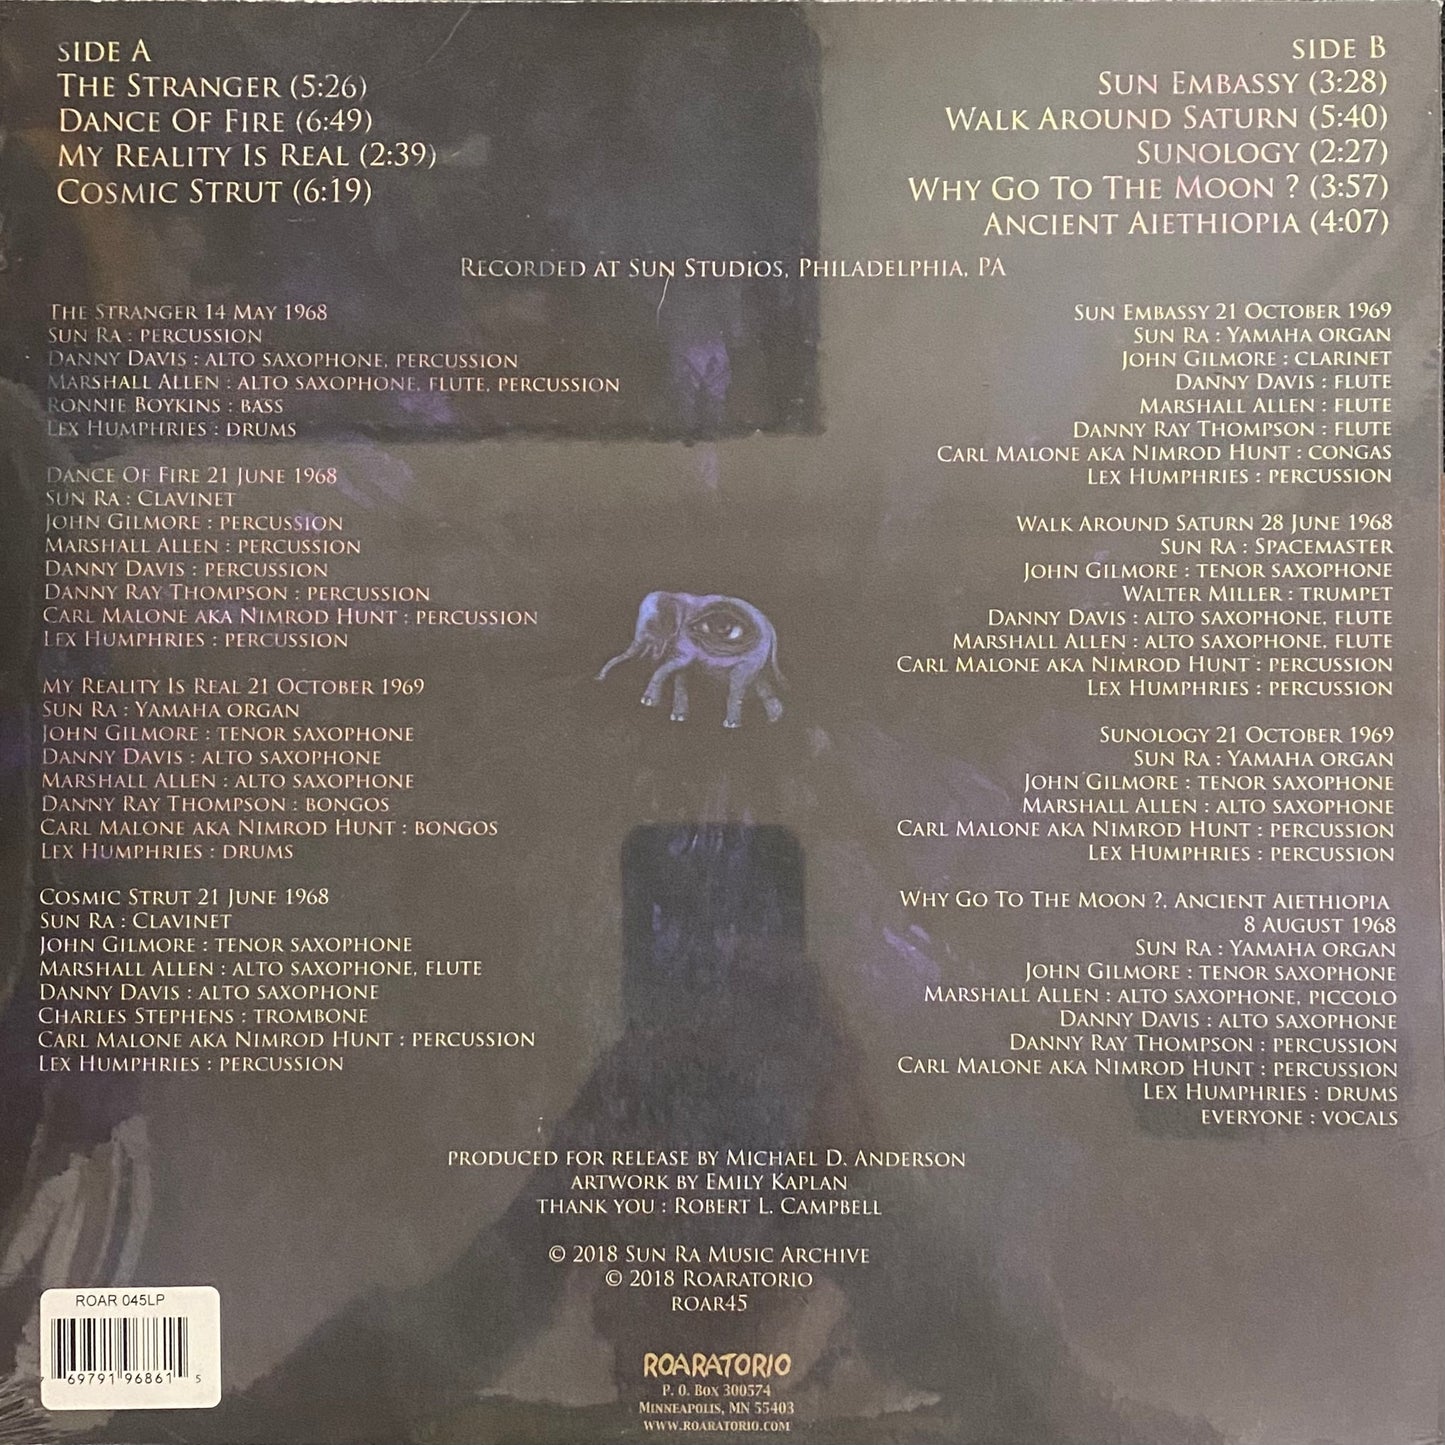 SIDE A
THE STRANGER (5:26)
DANCE OF FIRE (6:49)
MY REALITY IS REAL (2:39)
COSMIC STRUT (6:19)
SIDE B
SUN EMBASSY (3:28)
WALK AROUND SATURN (5:40)
SUNOLOGY (2:27)
WHY GO TO THE MOON ? (3:57)
ANCIENT AIETHIOPIA (4:07)
RECORDED AT SUN STUDIOS, PHILADELPHIA, PA
THE STRANGER 14 MAY 1968
SUN RA : PERCUSSION
DANNY DAVIS : ALTO SAXOPHONE, PERCUSSION
MARSHALL ALLEN : ALTO SAXOPHONE, FLUTE, PERCUSSION
RONNIE BOYKINS : BASS
LEX HUMPHRIES : DRUMS
DANCE OF FIRE 21 JUNE 1968
SUN RA : CLAVINET
JOHN GILMORE : PERCUSSION
MARSHALL ALLEN : PERCUSSION
DANNY DAVIS : PERCUSSION
DANNY RAY THOMPSON : PERCUSSION
CARL MALONE AKA NIMROD HUNT : PERCUSSION
LEX HUMPHRIES : PERCUSSION
MY REALITY IS REAL 21 OCTOBER 1969
SUN RA : YAMAHA ORGAN
JOHN GILMORE : TENOR SAXOPHONE
DANNY DAVIS : ALTO SAXOPHONE
MARSHALL ALLEN : ALTO SAXOPHONE
DANNY RAY THOMPSON : BONGOS
CARL MALONE AKA NIMROD HUNT : BONGOS
LEX HUMPHRIES : DRUMS
COSMIC STRUT 21 JUNE 1968
SUN RA : CLAVINET
JOHN GILMORE : TENOR SAXOPHONE
MARSHALL ALLEN : ALTO SAXOPHONE, FLUTE
DANNY DAVIS : ALTO SAXOPHONE
CHARLES STEPHENS : TROMBONE
CARL MALONE AKA NIMROD HUNT : PERCUSSION
LEX HUMPHRIES : PERCUSSION
SUN EMBASSY 21 OCTOBER 1969
SUN RA : YAMAHA ORGAN
JOHN GILMORE : CLARINET
DANNY DAVIS : FLUTE
MARSHALL ALLEN : FLUTE
DANNY RAY THOMPSON : FLUTE
CARL MALONE AKA NIMROD HUNT : CONGAS
LEX HUMPHRIES : PERCUSSION
WALK AROUND SATURN 28 JUNE 1968
SUN RA : SPACEMASTER
JOHN GILMORE : TENOR SAXOPHONE
WALTER MILLER : TRUMPET
DANNY DAVIS : ALTO SAXOPHONE, FLUTE
MARSHALL ALLEN : ALTO SAXOPHONE, FLUTE
CARL MALONE AKA NIMROD HUNT : PERCUSSION
LEX HUMPHRIES : PERCUSSION
SUNOLOGY 21 OCTOBER 1969
SUN RA : YAMAHA ORGAN
JOHN GILMORE : TENOR SAXOPHONE
MARSHALL ALLEN : ALTO SAXOPHONE
CARL MALONE AKA NIMROD HUNT : PERCUSSION
LEX HUMPHRIES : PERCUSSION
WHY GO TO THE MOON ?, ANCIENT AIETHIOPIA
8 AUGUST 1968
SUN RA : YAMAHA ORGAN
JOHN GILMORE : TENOR SAXOPHONE
MARSHALL ALLEN : ALTO SAXOPHONE, PICCOLO
DANNY DAVIS : ALTO SAXOPHONE
DANNY RAY THOMPSON : PERCUSSION
CARL MALONE AKA NIMROD HUNT : PERCUSSION
LEX HUMPHRIES : DRUMS
EVERYONE : VOCALS
PRODUCED FOR RELEASE BY MICHAEL D. ANDERSON
ARTWORK BY EMILY KAPLAN
THANK YOU : ROBERT L. CAMPBELL
© 2018 SUN RA MUSIC ARCHIVE
© 2018 ROARATORIO
ROAR45
ROAR 045LP
7 69791 96861 5
ROARATORIO
P. O. BOX 300574
MINNEAPOLIS, MN 55403
WWW.ROARATORIO.COM